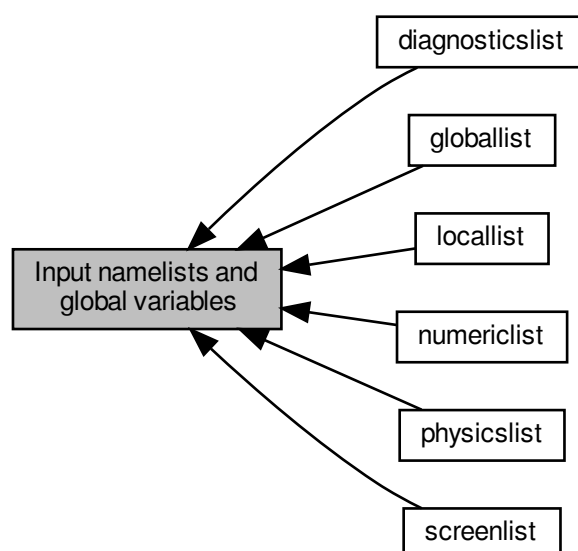 diagnosticslist
globallist
locallist
Input namelists and
global variables
numericlist
physicslist
screenlist